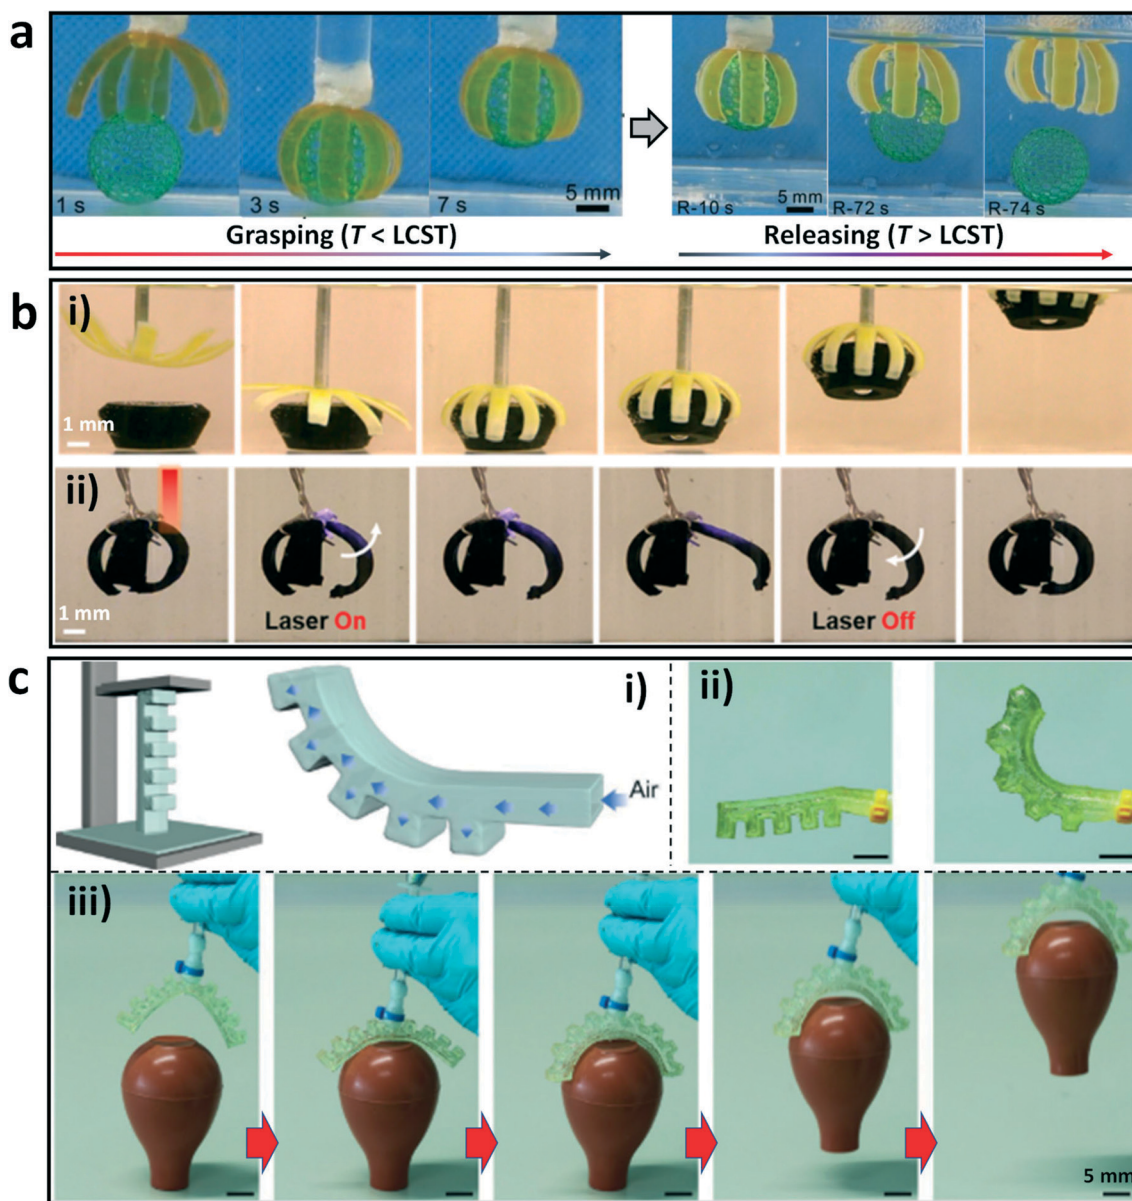 a
1 s
3 s
7 s
5 mm
R-10 s
5 mm
R-72 s
R-74 s
Grasping (T < LCST)
Releasing (T > LCST)
b
i)
1 mm
ii)
1 mm
Laser On
Laser Off
c
i)
Air
ii)
iii)
5 mm